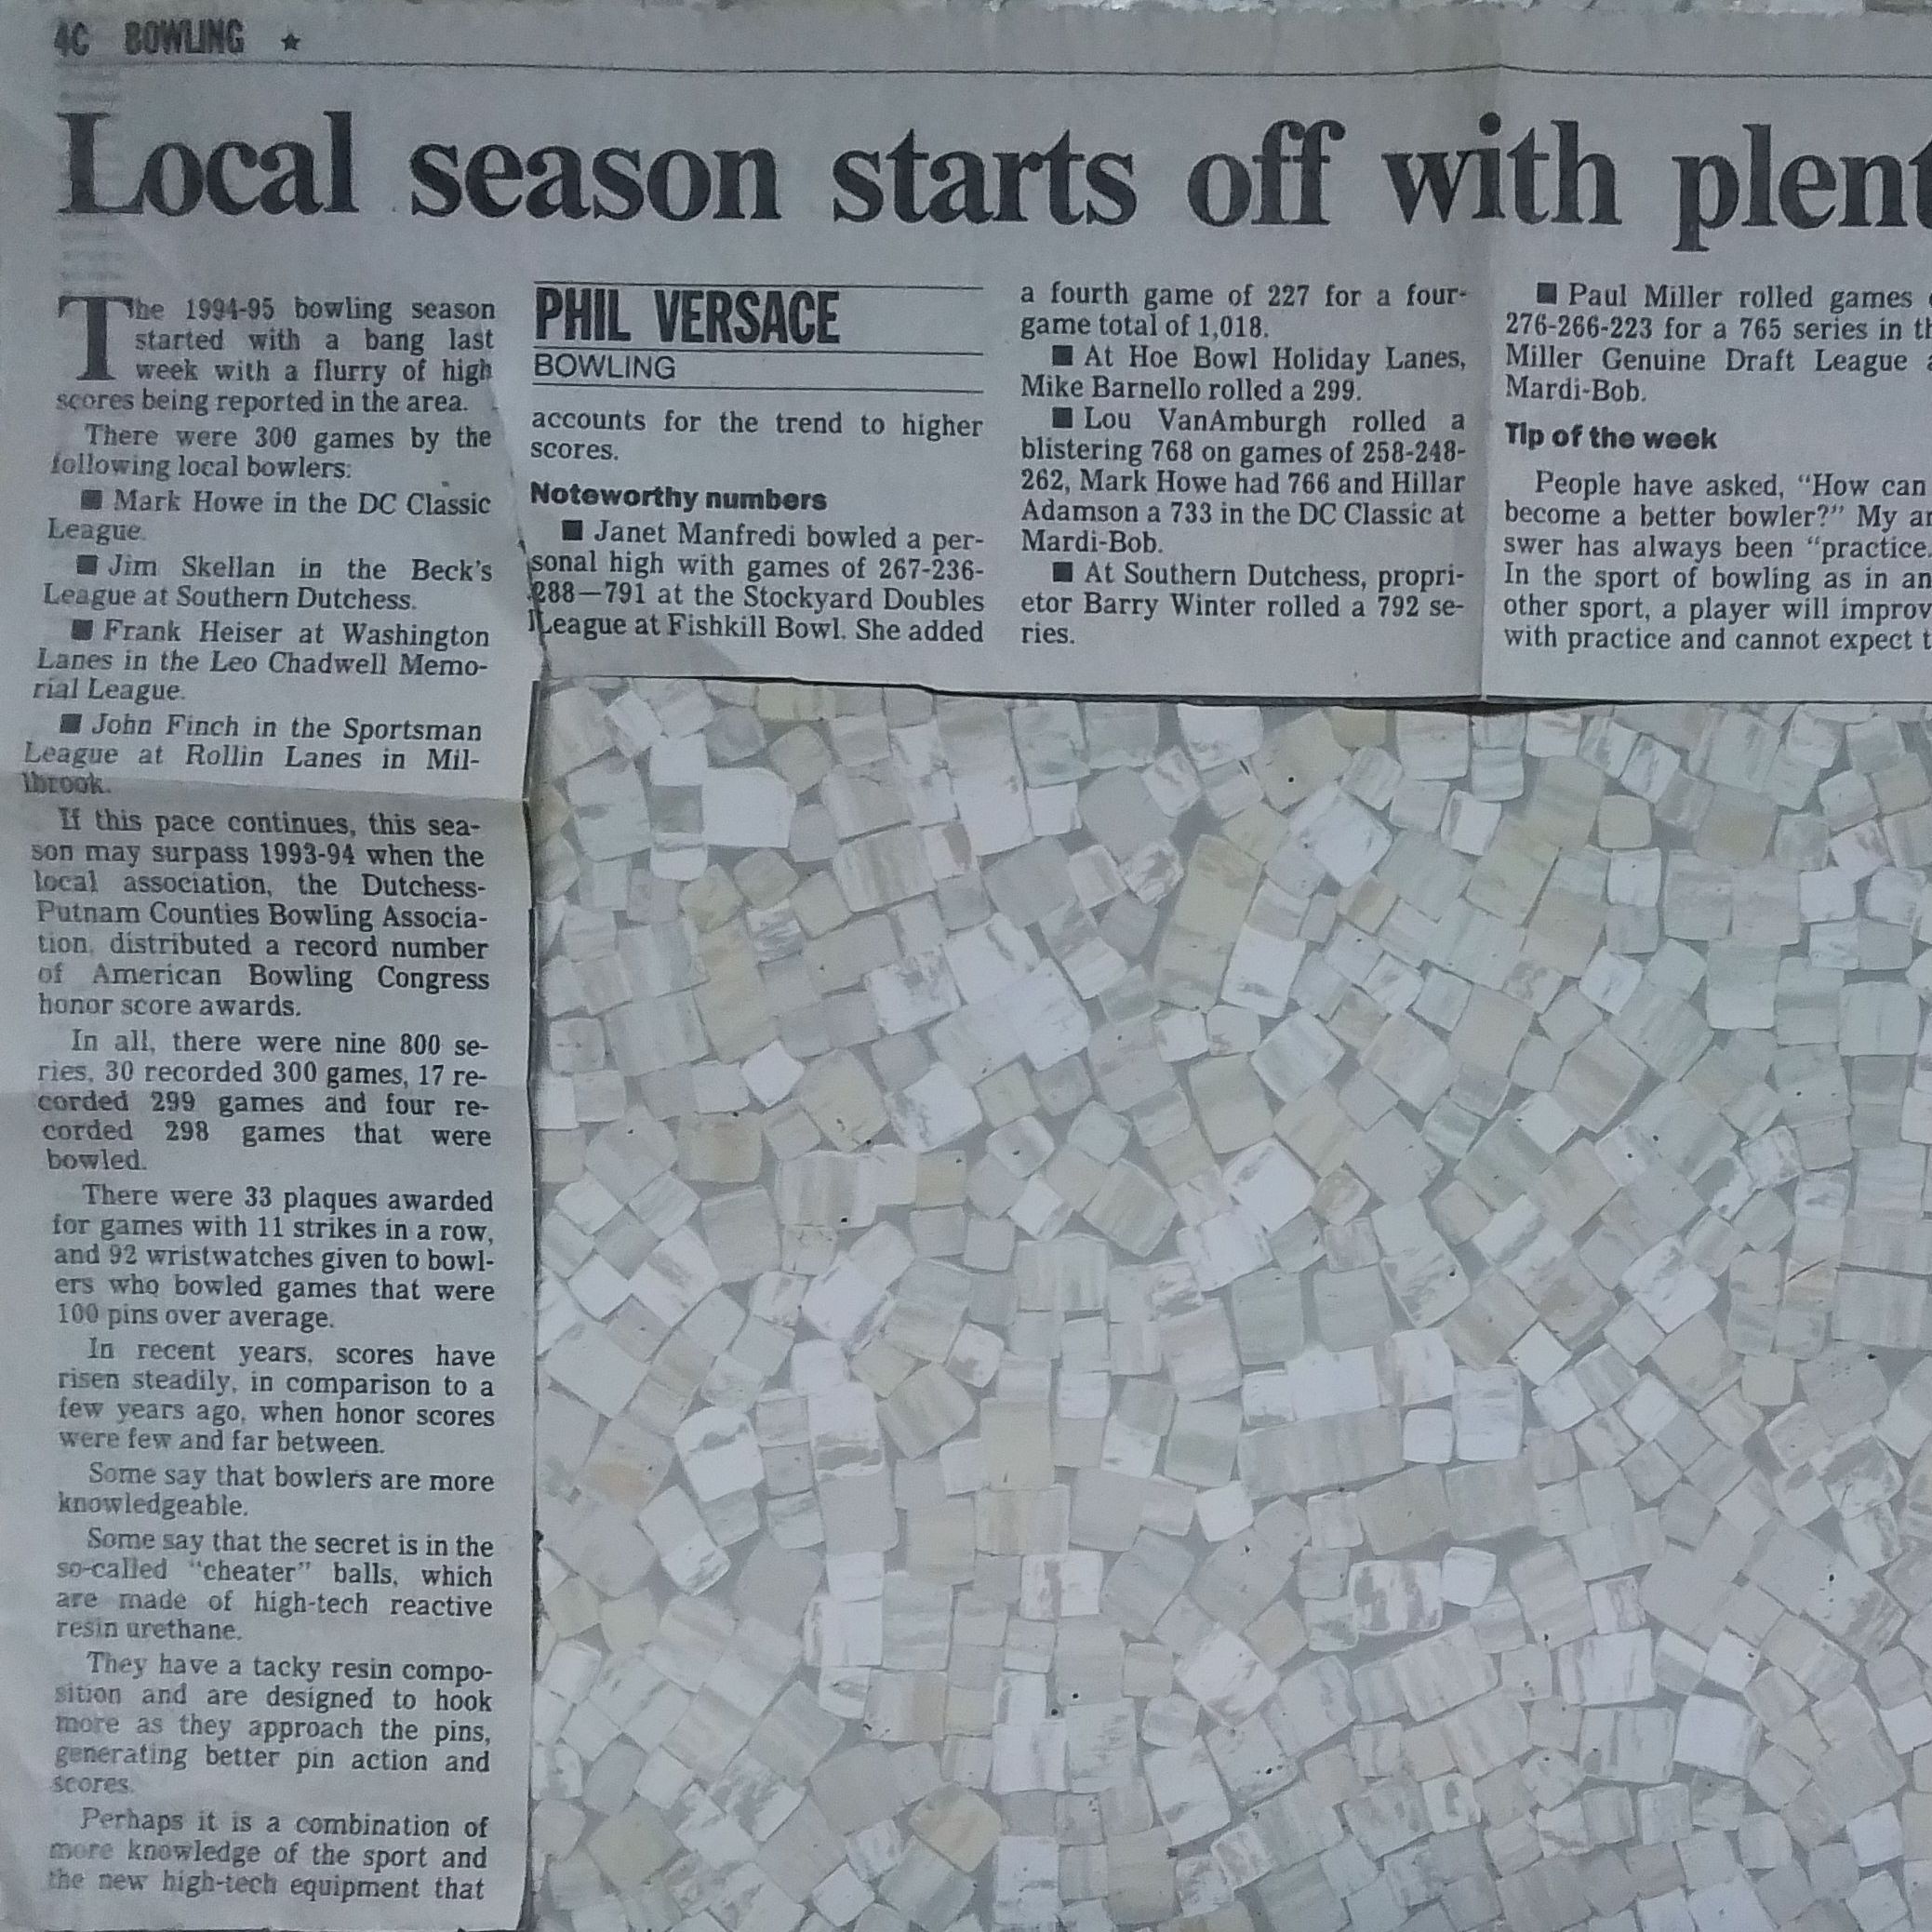 4C BOWLING ★
Local season starts off with plent
The 1994-95 bowling season
started with a bang last
week with a flurry of high
scores being reported in the area.
There were 300 games by the
following local bowlers:
■ Mark Howe in the DC Classic
League.
■ Jim Skellan in the Beck's
League at Southern Dutchess.
■ Frank Heiser at Washington
Lanes in the Leo Chadwell Memo-
rial League.
■ John Finch in the Sportsman
League at Rollin Lanes in Mil-
lbrook.
If this pace continues, this sea-
son may surpass 1993-94 when the
local association, the Dutchess-
Putnam Counties Bowling Associa-
tion, distributed a record number
of American Bowling Congress
honor score awards.
In all, there were nine 800 se-
ries, 30 recorded 300 games, 17 re-
corded 299 games and four re-
corded 298 games that were
bowled.
There were 33 plaques awarded
for games with 11 strikes in a row,
and 92 wristwatches given to bowl-
ers who bowled games that were
100 pins over average.
In recent years, scores have
risen steadily, in comparison to a
few years ago, when honor scores
were few and far between.
Some say that bowlers are more
knowledgeable.
Some say that the secret is in the
so-called "cheater" balls, which
are made of high-tech reactive
resin urethane.
They have a tacky resin compo-
sition and are designed to hook
more as they approach the pins,
generating better pin action and
scores.
Perhaps it is a combination of
more knowledge of the sport and
the new high-tech equipment that
PHIL VERSACE
BOWLING
accounts for the trend to higher
scores.
Noteworthy numbers
■ Janet Manfredi bowled a per-
sonal high with games of 267-236-
288—791 at the Stockyard Doubles
League at Fishkill Bowl. She added
a fourth game of 227 for a four-
game total of 1,018.
■ At Hoe Bowl Holiday Lanes,
Mike Barnello rolled a 299.
■ Lou VanAmburgh rolled a
blistering 768 on games of 258-248-
262, Mark Howe had 766 and Hillar
Adamson a 733 in the DC Classic at
Mardi-Bob.
■ At Southern Dutchess, propri-
etor Barry Winter rolled a 792 se-
ries.
■ Paul Miller rolled games
276-266-223 for a 765 series in th
Miller Genuine Draft League a
Mardi-Bob.
Tip of the week
People have asked, "How can
become a better bowler?" My an
swer has always been "practice.
In the sport of bowling as in an
other sport, a player will improv
with practice and cannot expect t